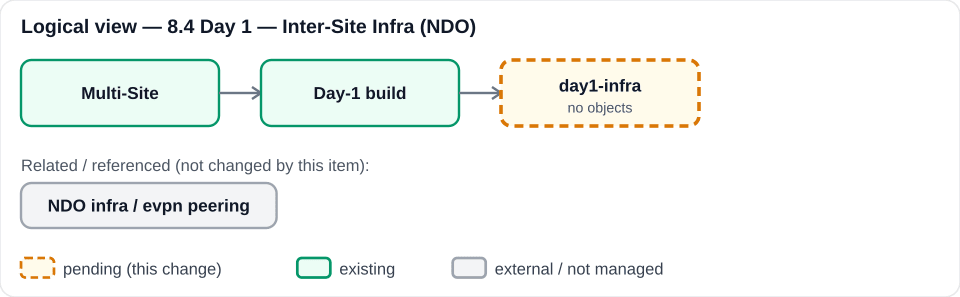 Logical view — 8.4 Day 1 — Inter-Site Infra (NDO)
Multi-Site
Day-1 build
day1-infra
no objects
Related / referenced (not changed by this item):
NDO infra / evpn peering
pending (this change)
existing
external / not managed